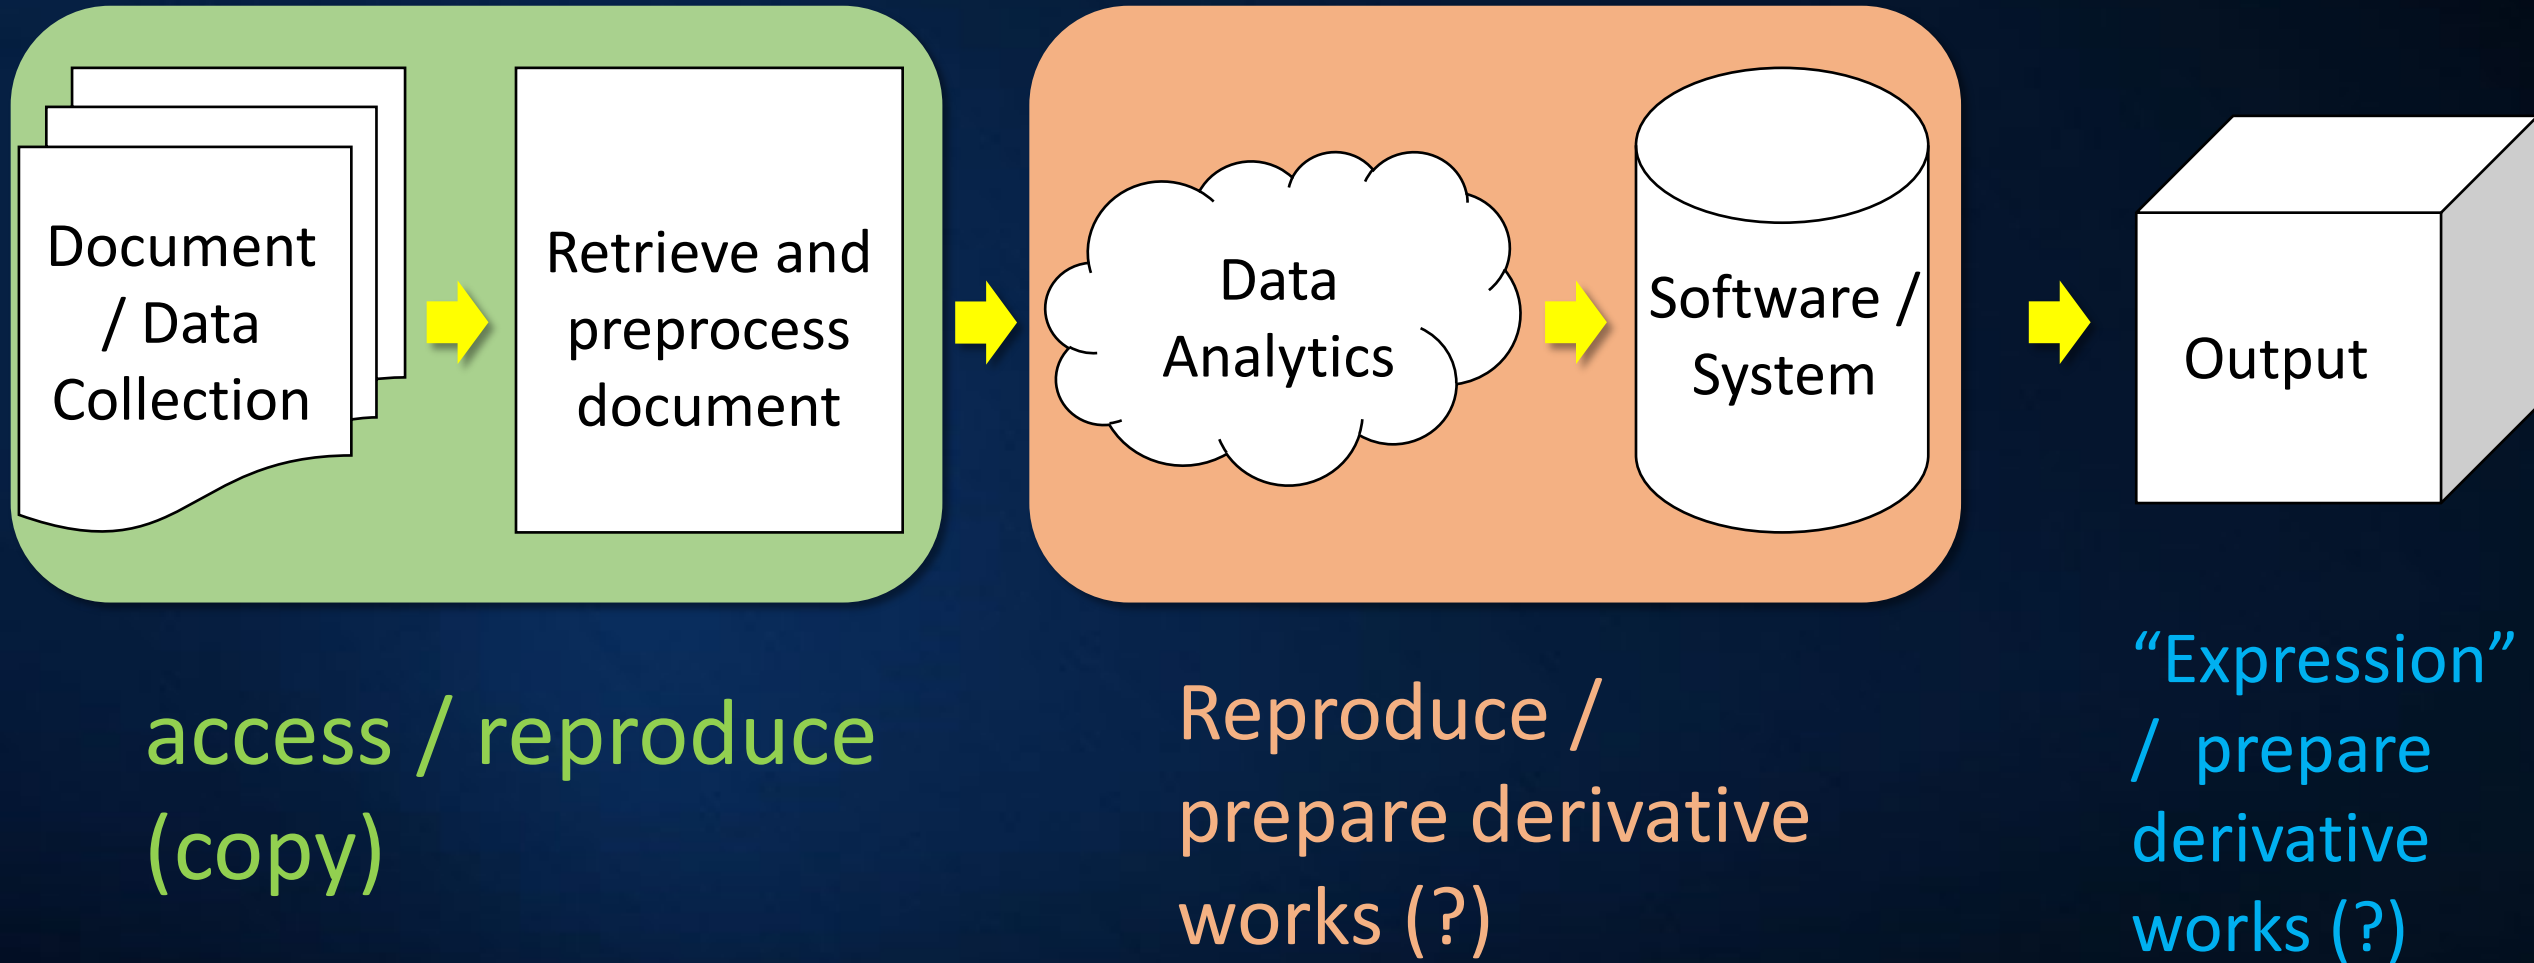 Document
/ Data
Collection
Retrieve and
preprocess
document
Data
Analytics
Software /
System
Output
access / reproduce
(copy)
Reproduce /
prepare derivative
works (?)
“Expression”
/ prepare
derivative
works (?)